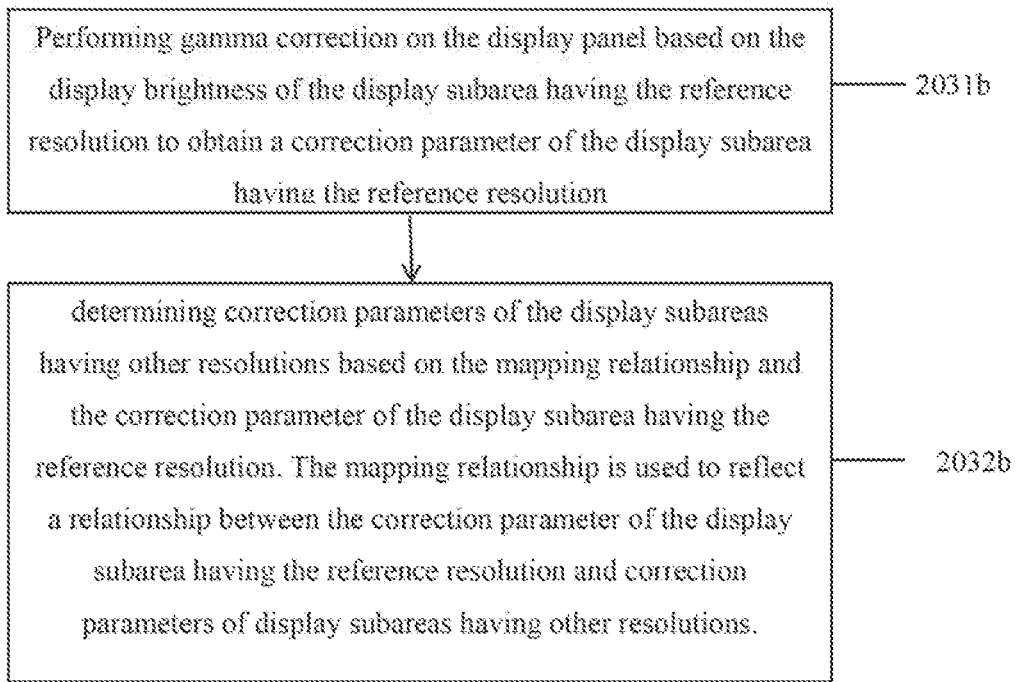 Performing gamma correction on the display panel based on the
display brightness of the display subarea having the reference
resolution to obtain a correction parameter of the display subarea
having the reference resolution
2031b
determining correction parameters of the display subareas
having other resolutions based on the mapping relationship and
the correction parameter of the display subarea having the
reference resolution. The mapping relationship is used to reflect
a relationship between the correction parameter of the display
subarea having the reference resolution and correction
parameters of display subareas having other resolutions.
2032b